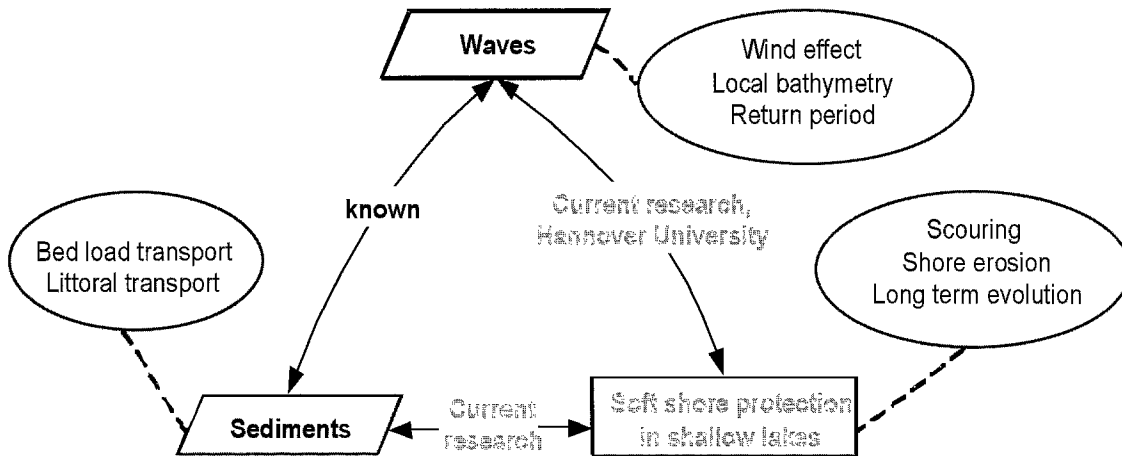 Waves
Wind effect
Local bathymetry
Return period
known
Current research,
Hannover University
Bed load transport
Littoral transport
Scouring
Shore erosion
Long term evolution
Sediments
Current
research
Soft shore protection
in shallow lakes